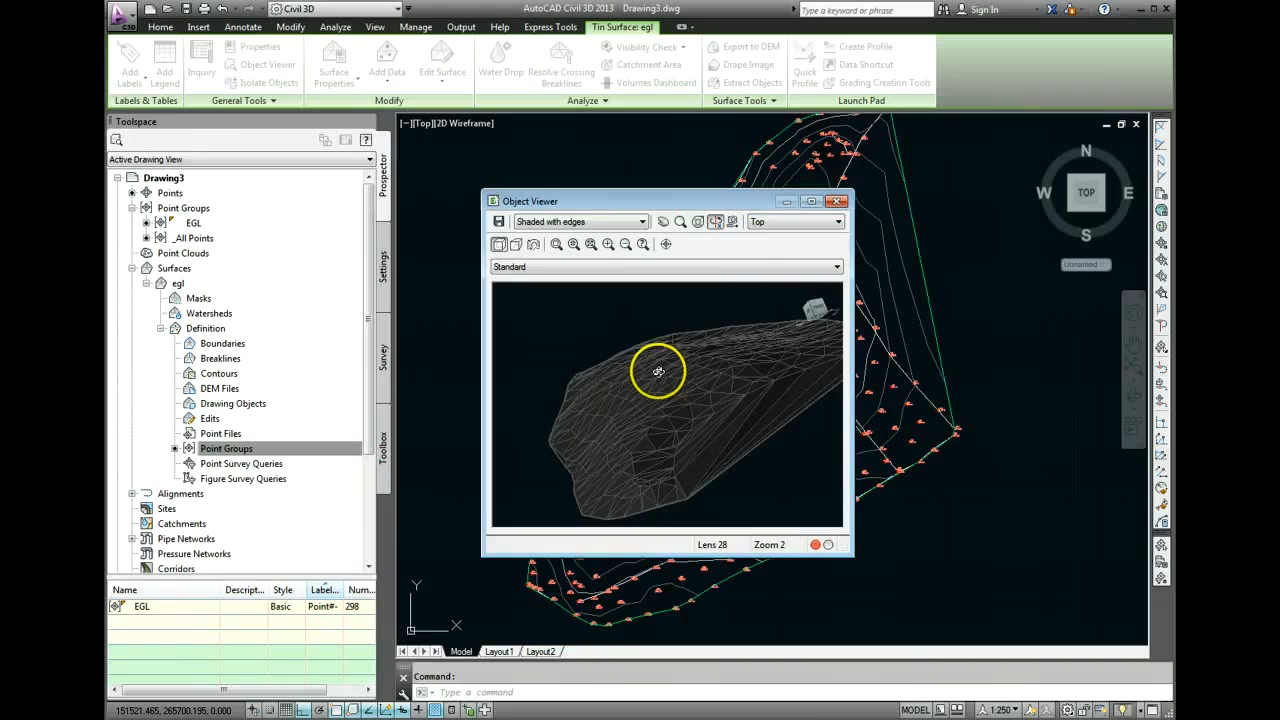 Civil 3D
AutoCAD Civil 3D 2013 Drawing3.dwg
Type a keyword or phrase
Sign In
Home Insert Annotate Modify Analyze View Manage Output Help Express Tools Tin Surface: egl
Add Labels
Add Legend
Labels & Tables
Inquiry
Properties
Object Viewer
Isolate Objects
General Tools
Surface Properties
Add Data
Edit Surface
Modify
Water Drop
Resolve Crossing Breaklines
Visibility Check
Catchment Area
Volumes Dashboard
Analyze
Export to DEM
Drape Image
Extract Objects
Surface Tools
Quick Profile
Create Profile
Data Shortcut
Grading Creation Tools
Launch Pad
Toolspace
Active Drawing View
Drawing3
Points
Point Groups
EGL
_All Points
Point Clouds
Surfaces
egl
Masks
Watersheds
Definition
Boundaries
Breaklines
Contours
DEM Files
Drawing Objects
Edits
Point Files
Point Groups
Point Survey Queries
Figure Survey Queries
Alignments
Sites
Catchments
Pipe Networks
Pressure Networks
Corridors
Prospector
Settings
Survey
Toolbox
Name Descript... Style Label... Num...
EGL Basic Point#- 298
[−][Top][2D Wireframe]
N
W TOP E
S
Unnamed
Object Viewer
Shaded with edges
Top
Standard
Lens 28 Zoom 2
Y
X
Model Layout1 Layout2
Command:
Type a command
151521.465, 265700.195, 0.000
MODEL
1:250